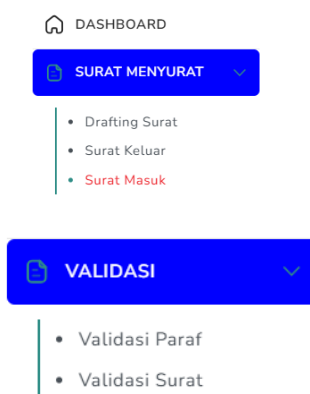 DASHBOARD
SURAT MENYURAT
Drafting Surat
Surat Keluar
Surat Masuk
VALIDASI
Validasi Paraf
Validasi Surat